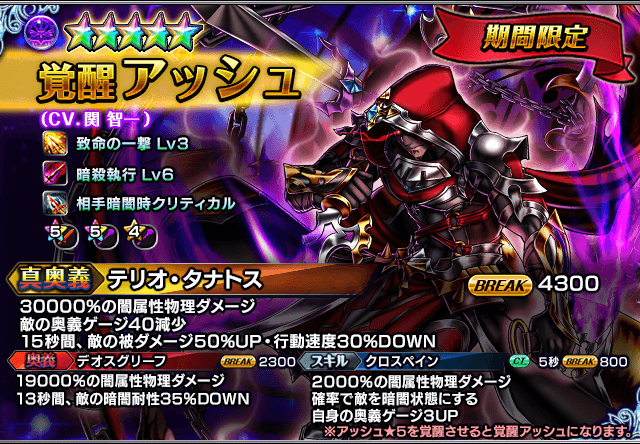 期間限定
覚醒アッシュ
(CV.関 智一)
致命の一撃 Lv3
暗殺執行 Lv6
相手暗闇時クリティカル
5 5 4
真奥義 テリオ・タナトス BREAK 4300
30000%の闇属性物理ダメージ
敵の奥義ゲージ40減少
15秒間、敵の被ダメージ50%UP・行動速度30%DOWN
奥義 デオスグリーフ BREAK 2300
19000%の闇属性物理ダメージ
13秒間、敵の暗闇耐性35%DOWN
スキル クロスペイン CT 5秒 BREAK 800
2000%の闇属性物理ダメージ
確率で敵を暗闇状態にする
自身の奥義ゲージ3UP
※アッシュ★5を覚醒させると覚醒アッシュになります。